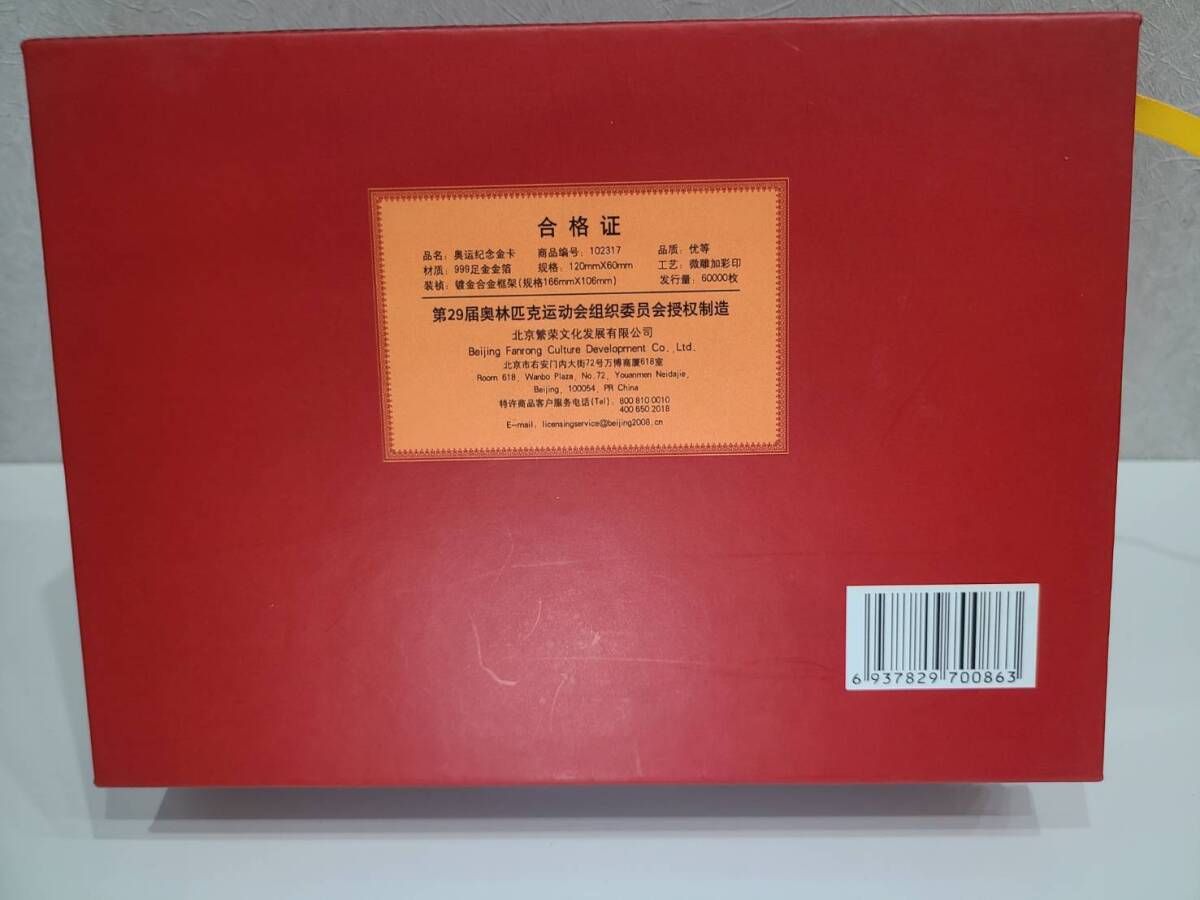 合格证
品名：奥运纪念金卡 商品编号：102317 品质：优等
材质：999足金金箔 规格：120mmX60mm 工艺：微雕加彩印
装帧：镀金合金框架(规格166mmX106mm) 发行量：60000枚
第29届奥林匹克运动会组织委员会授权制造
北京繁荣文化发展有限公司
Beijing Fanrong Culture Development Co.,Ltd.
北京市右安门内大街72号万博商厦618室
Room 618, Wanbo Plaza, No.72, Youanmen Neidajie,
Beijing, 100054, PR China
特许商品客户服务电话(Tel)：800 810 0010
400 650 2018
E-mail, licensingservice@beijing2008.cn
6 937829 700863